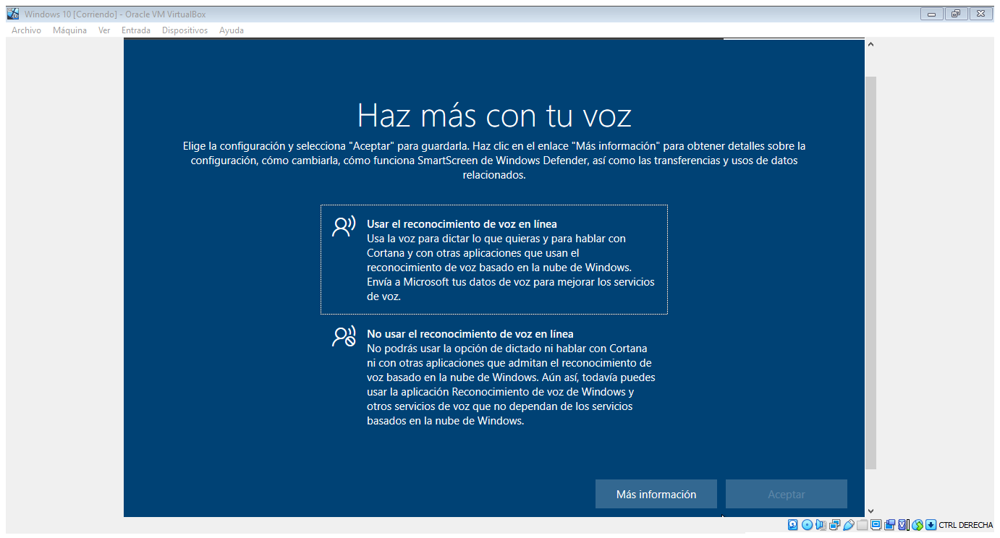 Windows 10 [Corriendo] - Oracle VM VirtualBox
Archivo Máquina Ver Entrada Dispositivos Ayuda
Haz más con tu voz
Elige la configuración y selecciona "Aceptar" para guardarla. Haz clic en el enlace "Más información" para obtener detalles sobre la
configuración, cómo cambiarla, cómo funciona SmartScreen de Windows Defender, así como las transferencias y usos de datos
relacionados.
Usar el reconocimiento de voz en línea
Usa la voz para dictar lo que quieras y para hablar con
Cortana y con otras aplicaciones que usan el
reconocimiento de voz basado en la nube de Windows.
Envía a Microsoft tus datos de voz para mejorar los servicios
de voz.
No usar el reconocimiento de voz en línea
No podrás usar la opción de dictado ni hablar con Cortana
ni con otras aplicaciones que admitan el reconocimiento de
voz basado en la nube de Windows. Aún así, todavía puedes
usar la aplicación Reconocimiento de voz de Windows y
otros servicios de voz que no dependan de los servicios
basados en la nube de Windows.
Más información Aceptar
CTRL DERECHA